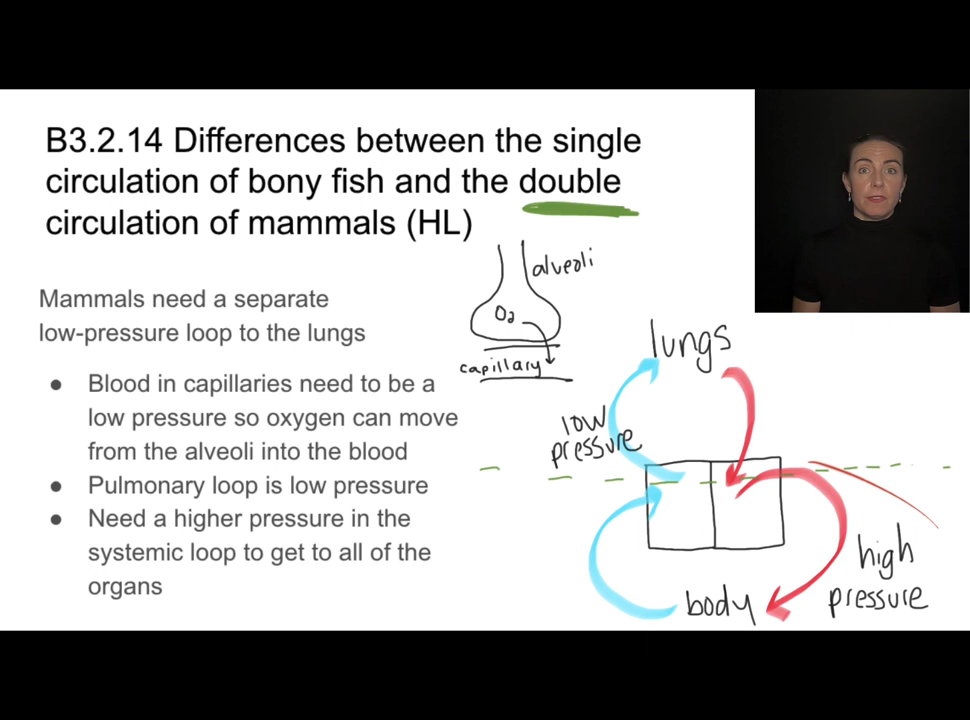 B3.2.14 Differences between the single
circulation of bony fish and the double
circulation of mammals (HL)
alveoli
O₂
capillary
Mammals need a separate
low-pressure loop to the lungs
● Blood in capillaries need to be a
low pressure so oxygen can move
from the alveoli into the blood
● Pulmonary loop is low pressure
● Need a higher pressure in the
systemic loop to get to all of the
organs
lungs
low
pressure
high
pressure
body